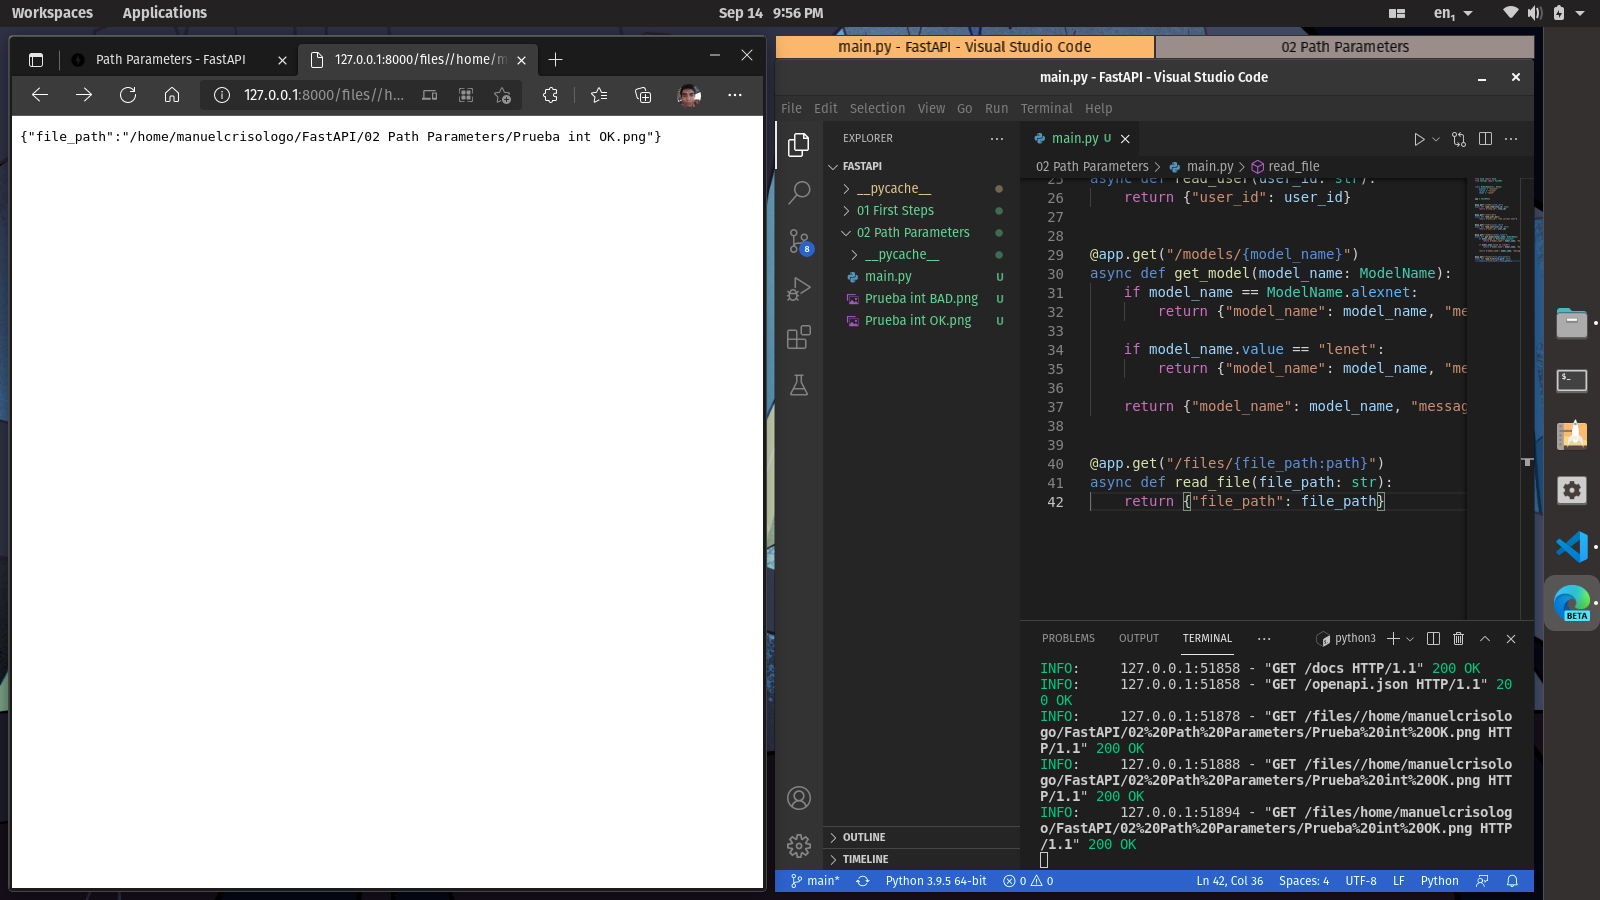 Workspaces
Applications
Sep 14 9:56 PM
en₁
Path Parameters - FastAPI
127.0.0.1:8000/files//home/m
127.0.0.1:8000/files//h...
{"file_path":"/home/manuelcrisologo/FastAPI/02 Path Parameters/Prueba int OK.png"}
main.py - FastAPI - Visual Studio Code
02 Path Parameters
main.py - FastAPI - Visual Studio Code
File Edit Selection View Go Run Terminal Help
EXPLORER
FASTAPI
__pycache__
01 First Steps
02 Path Parameters
__pycache__
main.py U
Prueba int BAD.png U
Prueba int OK.png U
8
OUTLINE
TIMELINE
main.py U
02 Path Parameters > main.py > read_file
25 async def read_user(user_id: str):
26 return {"user_id": user_id}
27
28
29 @app.get("/models/{model_name}")
30 async def get_model(model_name: ModelName):
31 if model_name == ModelName.alexnet:
32 return {"model_name": model_name, "me
33
34 if model_name.value == "lenet":
35 return {"model_name": model_name, "me
36
37 return {"model_name": model_name, "messag
38
39
40 @app.get("/files/{file_path:path}")
41 async def read_file(file_path: str):
42 return {"file_path": file_path}
PROBLEMS OUTPUT TERMINAL
python3
INFO: 127.0.0.1:51858 - "GET /docs HTTP/1.1" 200 OK
INFO: 127.0.0.1:51858 - "GET /openapi.json HTTP/1.1" 20
0 OK
INFO: 127.0.0.1:51878 - "GET /files//home/manuelcrisolo
go/FastAPI/02%20Path%20Parameters/Prueba%20int%20OK.png HTT
P/1.1" 200 OK
INFO: 127.0.0.1:51888 - "GET /files//home/manuelcrisolo
go/FastAPI/02%20Path%20Parameters/Prueba%20int%20OK.png HTT
P/1.1" 200 OK
INFO: 127.0.0.1:51894 - "GET /files/home/manuelcrisolog
o/FastAPI/02%20Path%20Parameters/Prueba%20int%20OK.png HTTP
/1.1" 200 OK
main* Python 3.9.5 64-bit 0 0 Ln 42, Col 36 Spaces: 4 UTF-8 LF Python
BETA